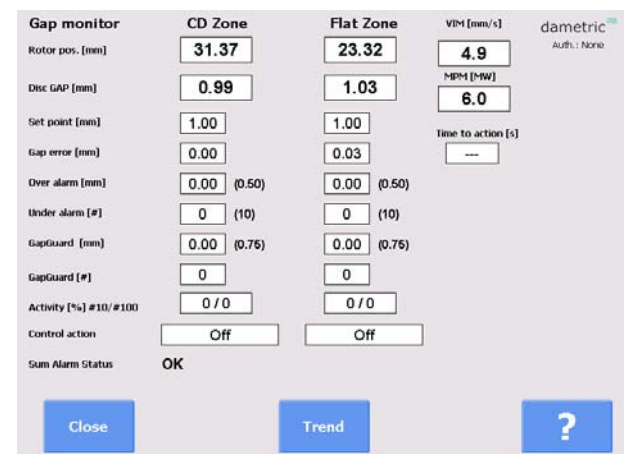 Gap monitor CD Zone Flat Zone VIM [mm/s] dametric
Rotor pos. [mm] 31.37 23.32 4.9 Auth.: None
Disc GAP [mm] 0.99 1.03 MPM [MW]
6.0
Set point [mm] 1.00 1.00 Time to action [s]
Gap error [mm] 0.00 0.03 ---
Over alarm [mm] 0.00 (0.50) 0.00 (0.50)
Under alarm [#] 0 (10) 0 (10)
GapGuard [mm] 0.00 (0.75) 0.00 (0.75)
GapGuard [#] 0 0
Activity [%] #10/#100 0 / 0 0 / 0
Control action Off Off
Sum Alarm Status OK
Close Trend ?